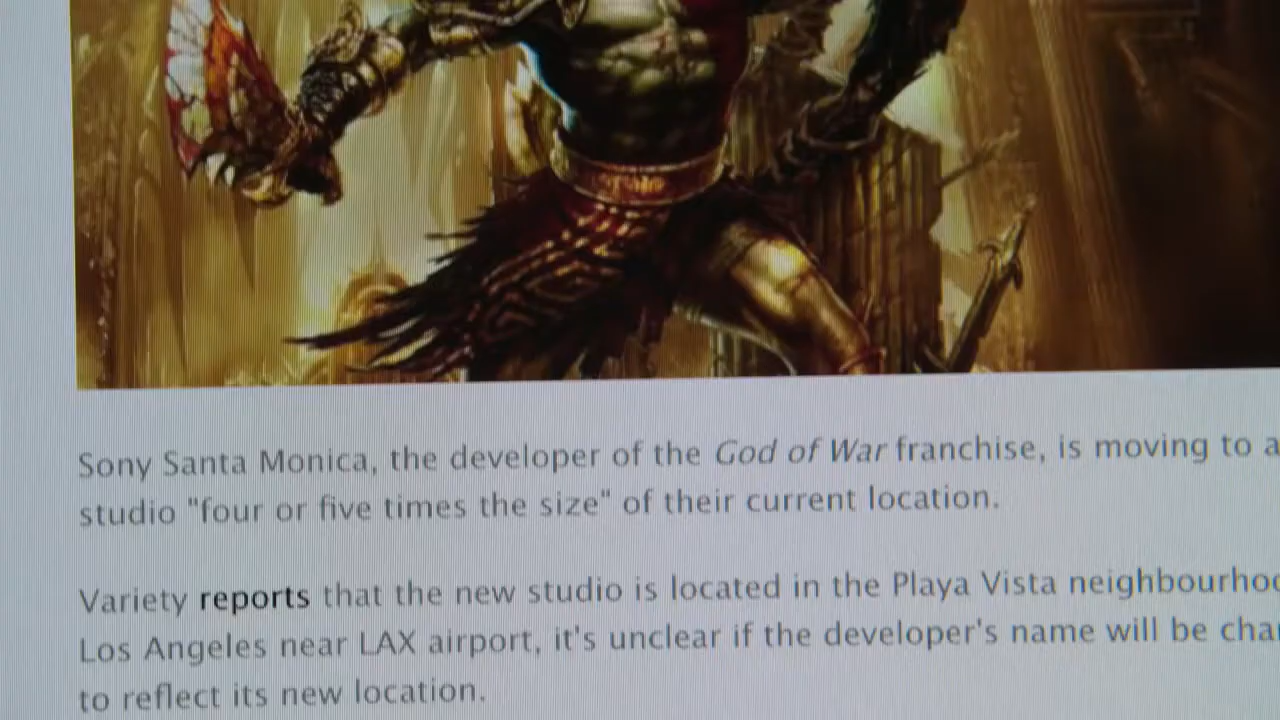 Sony Santa Monica, the developer of the God of War franchise, is moving to a
studio "four or five times the size" of their current location.
Variety reports that the new studio is located in the Playa Vista
Los Angeles near LAX airport, it's unclear if the developer's name will be
to reflect its new location.